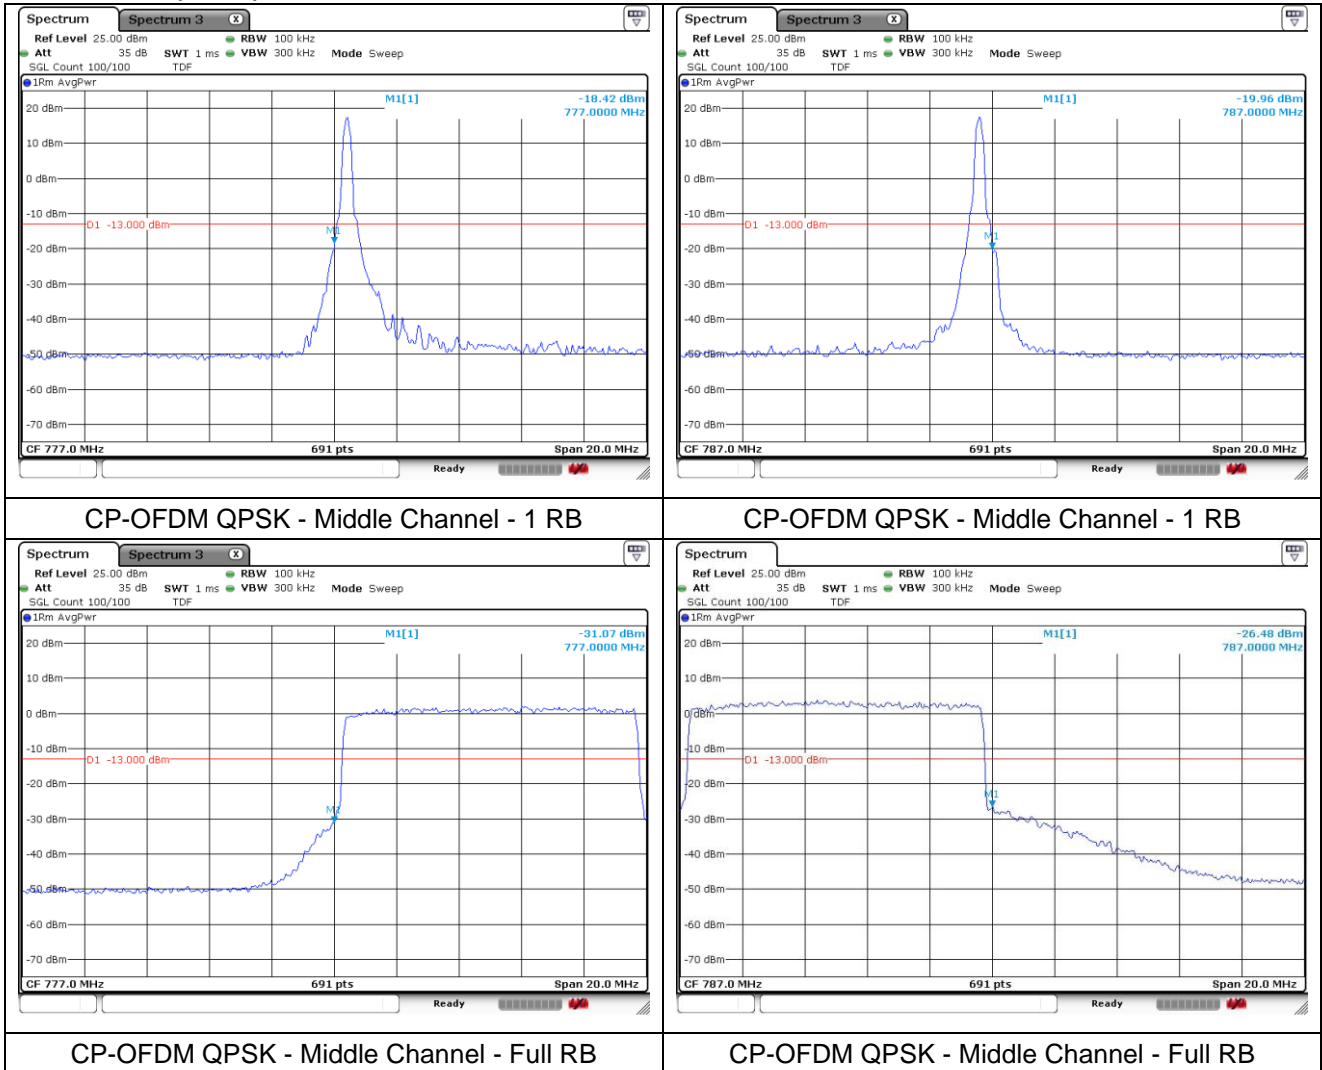 Spectrum Spectrum 3 X
Ref Level 25.00 dBm RBW 100 kHz
Att 35 dB SWT 1 ms VBW 300 kHz Mode Sweep
SGL Count 100/100 TDF
1Rm AvgPwr
M1[1] -18.42 dBm
777.0000 MHz
20 dBm
10 dBm
0 dBm
-10 dBm
D1 -13.000 dBm
M1
-20 dBm
-30 dBm
-40 dBm
-50 dBm
-60 dBm
-70 dBm
CF 777.0 MHz 691 pts Span 20.0 MHz
Ready
CP-OFDM QPSK - Middle Channel - 1 RB
Spectrum Spectrum 3 X
Ref Level 25.00 dBm RBW 100 kHz
Att 35 dB SWT 1 ms VBW 300 kHz Mode Sweep
SGL Count 100/100 TDF
1Rm AvgPwr
M1[1] -19.96 dBm
787.0000 MHz
20 dBm
10 dBm
0 dBm
-10 dBm
D1 -13.000 dBm
M1
-20 dBm
-30 dBm
-40 dBm
-50 dBm
-60 dBm
-70 dBm
CF 787.0 MHz 691 pts Span 20.0 MHz
Ready
CP-OFDM QPSK - Middle Channel - 1 RB
Spectrum Spectrum 3 X
Ref Level 25.00 dBm RBW 100 kHz
Att 35 dB SWT 1 ms VBW 300 kHz Mode Sweep
SGL Count 100/100 TDF
1Rm AvgPwr
M1[1] -31.07 dBm
777.0000 MHz
20 dBm
10 dBm
0 dBm
-10 dBm
D1 -13.000 dBm
-20 dBm
M1
-30 dBm
-40 dBm
-50 dBm
-60 dBm
-70 dBm
CF 777.0 MHz 691 pts Span 20.0 MHz
Ready
CP-OFDM QPSK - Middle Channel - Full RB
Spectrum
Ref Level 25.00 dBm RBW 100 kHz
Att 35 dB SWT 1 ms VBW 300 kHz Mode Sweep
SGL Count 100/100 TDF
1Rm AvgPwr
M1[1] -26.48 dBm
787.0000 MHz
20 dBm
10 dBm
0 dBm
-10 dBm
D1 -13.000 dBm
-20 dBm
M1
-30 dBm
-40 dBm
-50 dBm
-60 dBm
-70 dBm
CF 787.0 MHz 691 pts Span 20.0 MHz
Ready
CP-OFDM QPSK - Middle Channel - Full RB